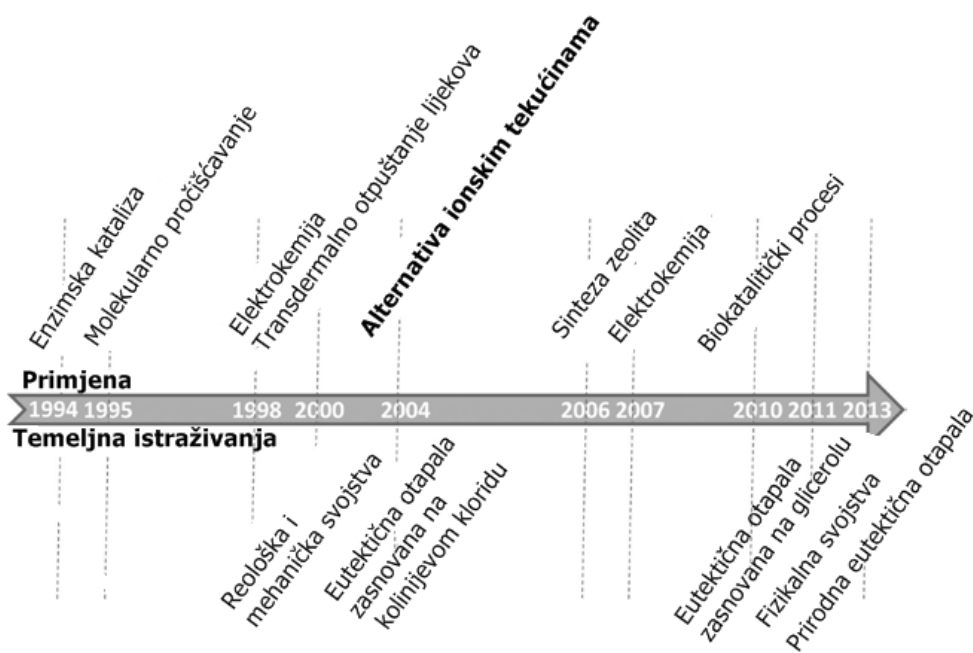 Enzimska kataliza
Molekularno pročišćavanje
Elektrokemija
Transdermalno otpuštanje lijekova
Alternativa ionskim tekućinama
Sinteza zeolita
Elektrokemija
Biokatalitički procesi
Primjena
1994 1995 1998 2000 2004 2006 2007 2010 2011 2013
Temeljna istraživanja
Reološka i
mehanička svojstva
Eutektična otapala
zasnovana na
kolinijevom kloridu
Eutektična otapala
zasnovana na glicerolu
Fizikalna svojstva
Prirodna eutektična otapala